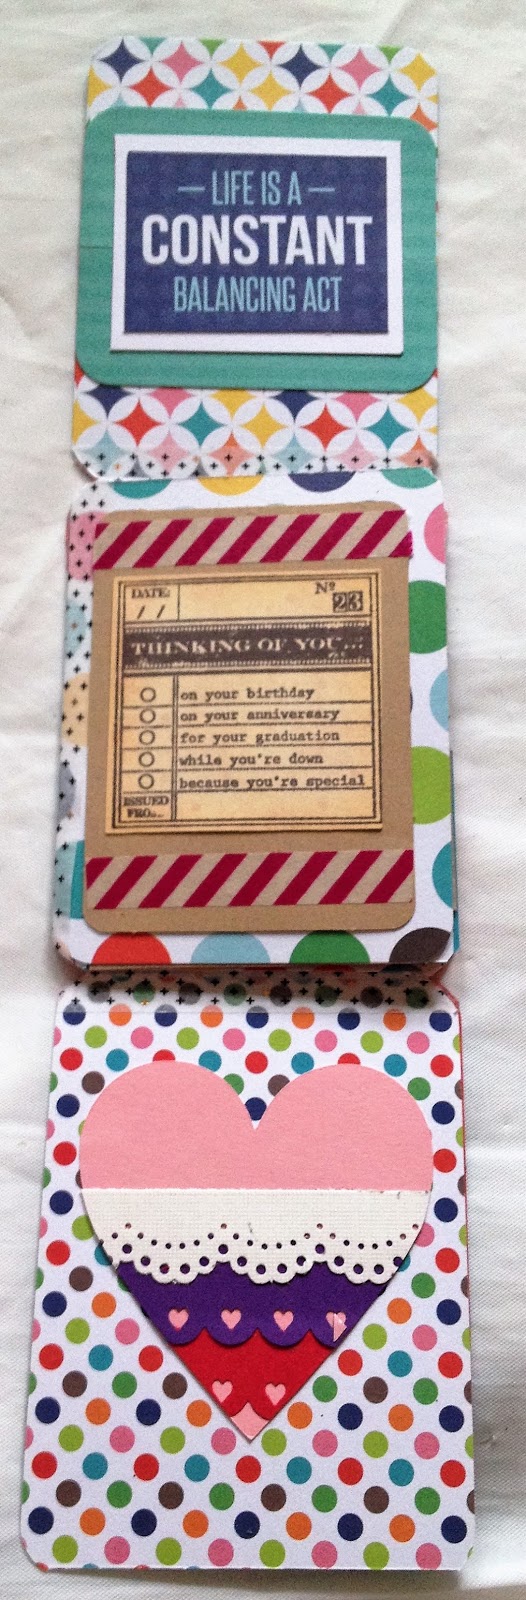 — LIFE IS A —
CONSTANT
BALANCING ACT
DATE:
/ /
Nº
23
THINKING OF YOU...
on your birthday
on your anniversary
for your graduation
while you're down
because you're special
ISSUED